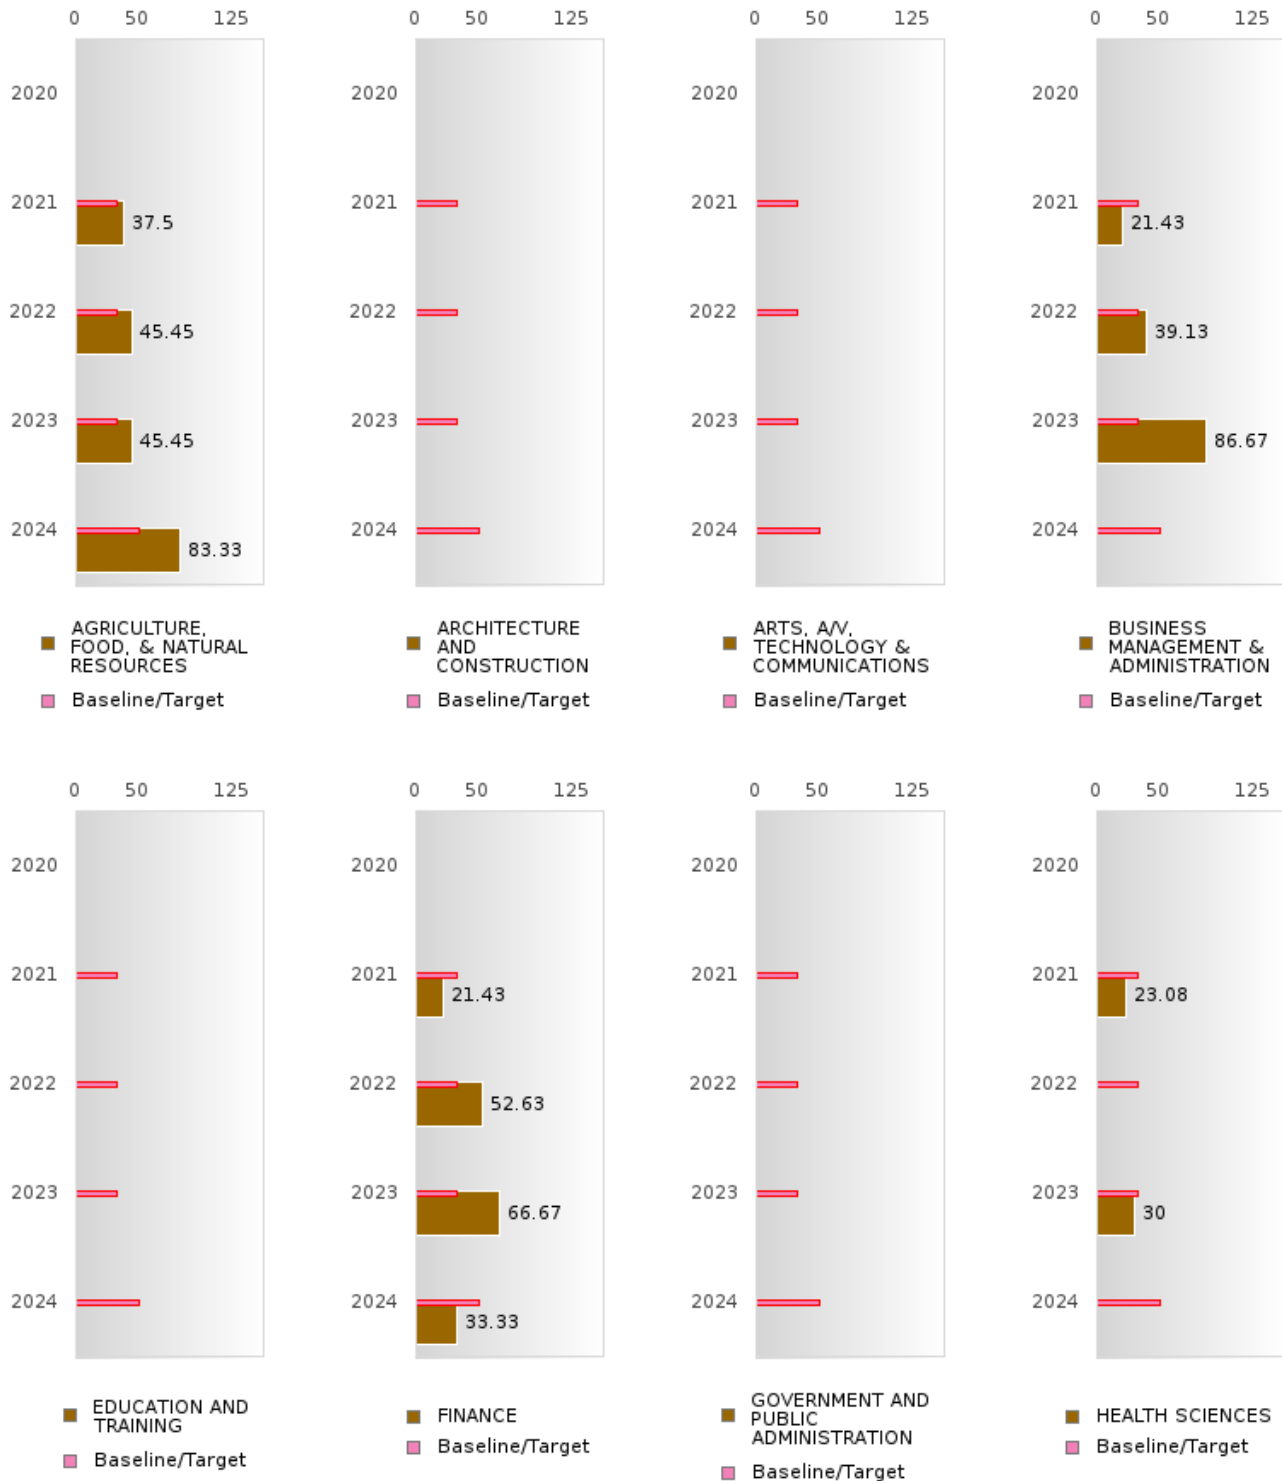 0 50 125
2020
2021
37.5
2022
45.45
2023
45.45
2024
83.33
AGRICULTURE,
FOOD, & NATURAL
RESOURCES
Baseline/Target
0 50 125
2020
2021
2022
2023
2024
ARCHITECTURE
AND
CONSTRUCTION
Baseline/Target
0 50 125
2020
2021
2022
2023
2024
ARTS, A/V,
TECHNOLOGY &
COMMUNICATIONS
Baseline/Target
0 50 125
2020
2021
21.43
2022
39.13
2023
86.67
2024
BUSINESS
MANAGEMENT &
ADMINISTRATION
Baseline/Target
0 50 125
2020
2021
2022
2023
2024
EDUCATION AND
TRAINING
Baseline/Target
0 50 125
2020
2021
21.43
2022
52.63
2023
66.67
2024
33.33
FINANCE
Baseline/Target
0 50 125
2020
2021
2022
2023
2024
GOVERNMENT AND
PUBLIC
ADMINISTRATION
Baseline/Target
0 50 125
2020
2021
23.08
2022
2023
30
2024
HEALTH SCIENCES
Baseline/Target